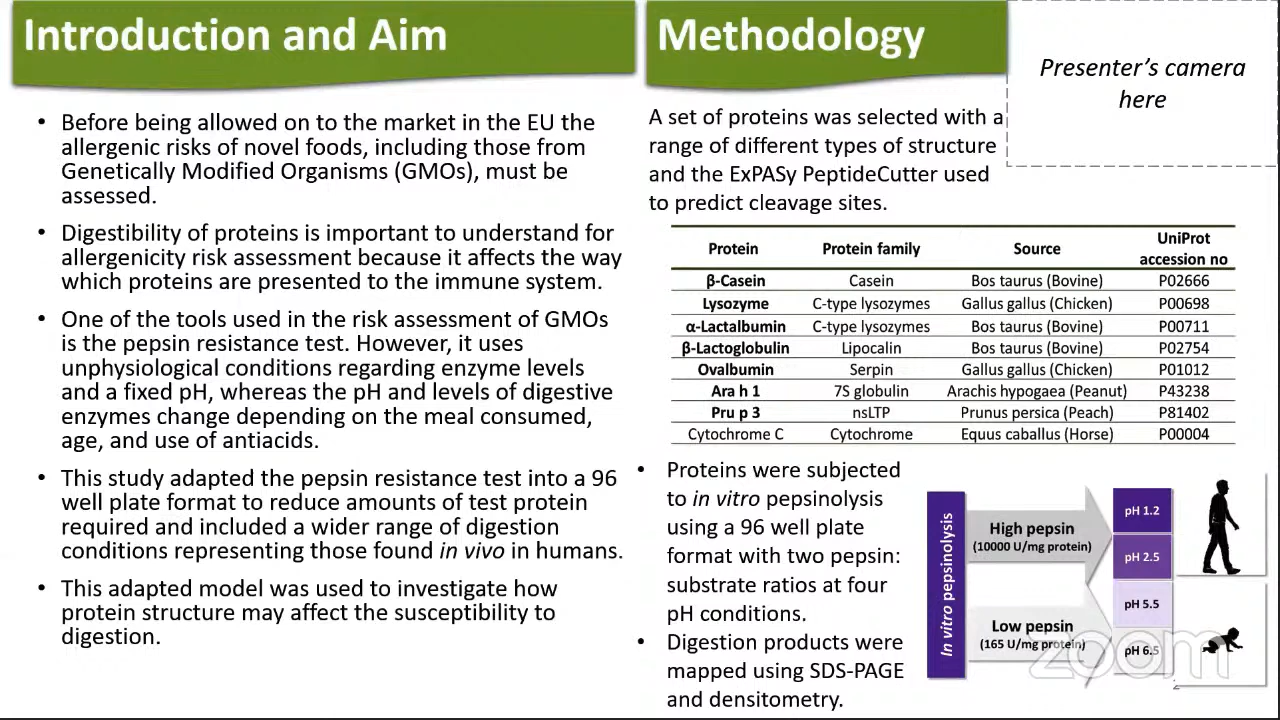 Introduction and Aim
• Before being allowed on to the market in the EU the
allergenic risks of novel foods, including those from
Genetically Modified Organisms (GMOs), must be
assessed.
• Digestibility of proteins is important to understand for
allergenicity risk assessment because it affects the way
which proteins are presented to the immune system.
• One of the tools used in the risk assessment of GMOs
is the pepsin resistance test. However, it uses
unphysiological conditions regarding enzyme levels
and a fixed pH, whereas the pH and levels of digestive
enzymes change depending on the meal consumed,
age, and use of antiacids.
• This study adapted the pepsin resistance test into a 96
well plate format to reduce amounts of test protein
required and included a wider range of digestion
conditions representing those found in vivo in humans.
• This adapted model was used to investigate how
protein structure may affect the susceptibility to
digestion.
Methodology
Presenter's camera
here
A set of proteins was selected with a
range of different types of structure
and the ExPASy PeptideCutter used
to predict cleavage sites.
Protein Protein family Source UniProt accession no
β-Casein Casein Bos taurus (Bovine) P02666
Lysozyme C-type lysozymes Gallus gallus (Chicken) P00698
α-Lactalbumin C-type lysozymes Bos taurus (Bovine) P00711
β-Lactoglobulin Lipocalin Bos taurus (Bovine) P02754
Ovalbumin Serpin Gallus gallus (Chicken) P01012
Ara h 1 7S globulin Arachis hypogaea (Peanut) P43238
Pru p 3 nsLTP Prunus persica (Peach) P81402
Cytochrome C Cytochrome Equus caballus (Horse) P00004
• Proteins were subjected
to in vitro pepsinolysis
using a 96 well plate
format with two pepsin:
substrate ratios at four
pH conditions.
• Digestion products were
mapped using SDS-PAGE
and densitometry.
In vitro pepsinolysis
High pepsin
(10000 U/mg protein)
Low pepsin
(165 U/mg protein)
pH 1.2
pH 2.5
pH 5.5
pH 6.5
zoom
2